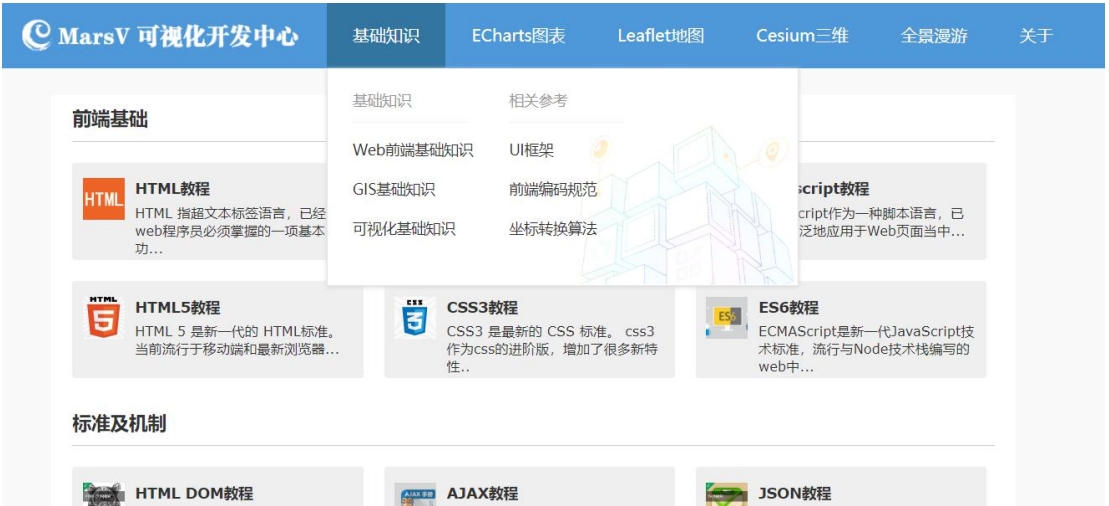 MarsV 可视化开发中心
基础知识
ECharts图表
Leaflet地图
Cesium三维
全景漫游
关于
基础知识
相关参考
Web前端基础知识
UI框架
GIS基础知识
前端编码规范
可视化基础知识
坐标转换算法
前端基础
HTML
HTML教程
HTML 指超文本标签语言，已经
web程序员必须掌握的一项基本
功...
script教程
cript作为一种脚本语言，已
泛地应用于Web页面当中...
HTML
5
HTML5教程
HTML 5 是新一代的 HTML标准。
当前流行于移动端和最新浏览器...
CSS
3
CSS3教程
CSS3 是最新的 CSS 标准。 css3
作为css的进阶版，增加了很多新特
性..
ES6
ES6教程
ECMAScript是新一代JavaScript技
术标准，流行与Node技术栈编写的
web中...
标准及机制
HTML DOM教程
AJAX 手册
AJAX教程
JSON教程